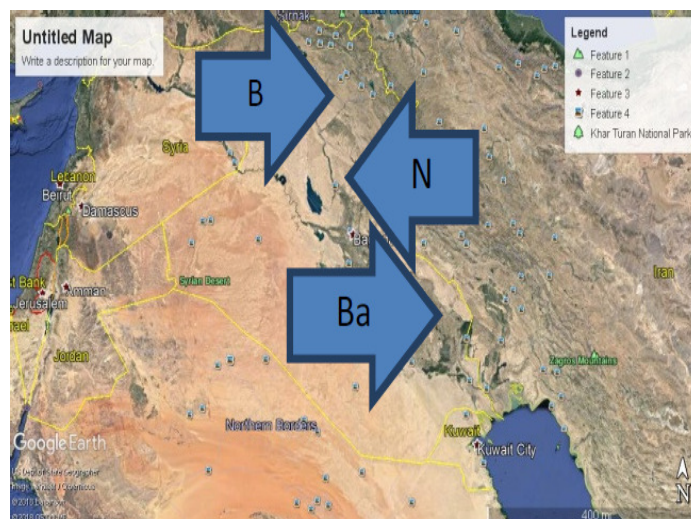 Untitled Map
Write a description for your map.
Legend
Feature 1
Feature 2
Feature 3
Feature 4
Khar Turan National Park
B
Syria
N
Lebanon
Beirut
Damascus
Iran
Syrian Desert
Amman
Jerusalem
Ba
Jordan
Zagros Mountains
Northern Borders
Kuwait
Kuwait City
Google Earth
N